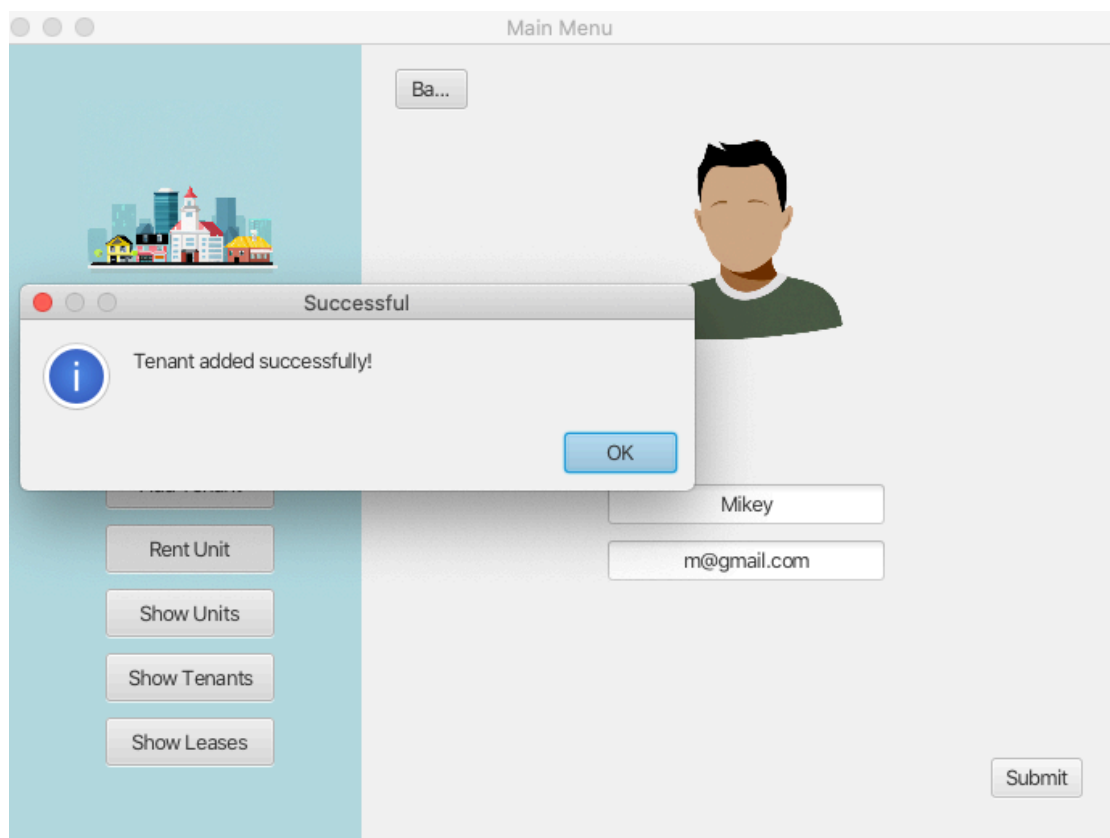 Main Menu
Ba...
Successful
Tenant added successfully!
OK
Mikey
m@gmail.com
Rent Unit
Show Units
Show Tenants
Show Leases
Submit